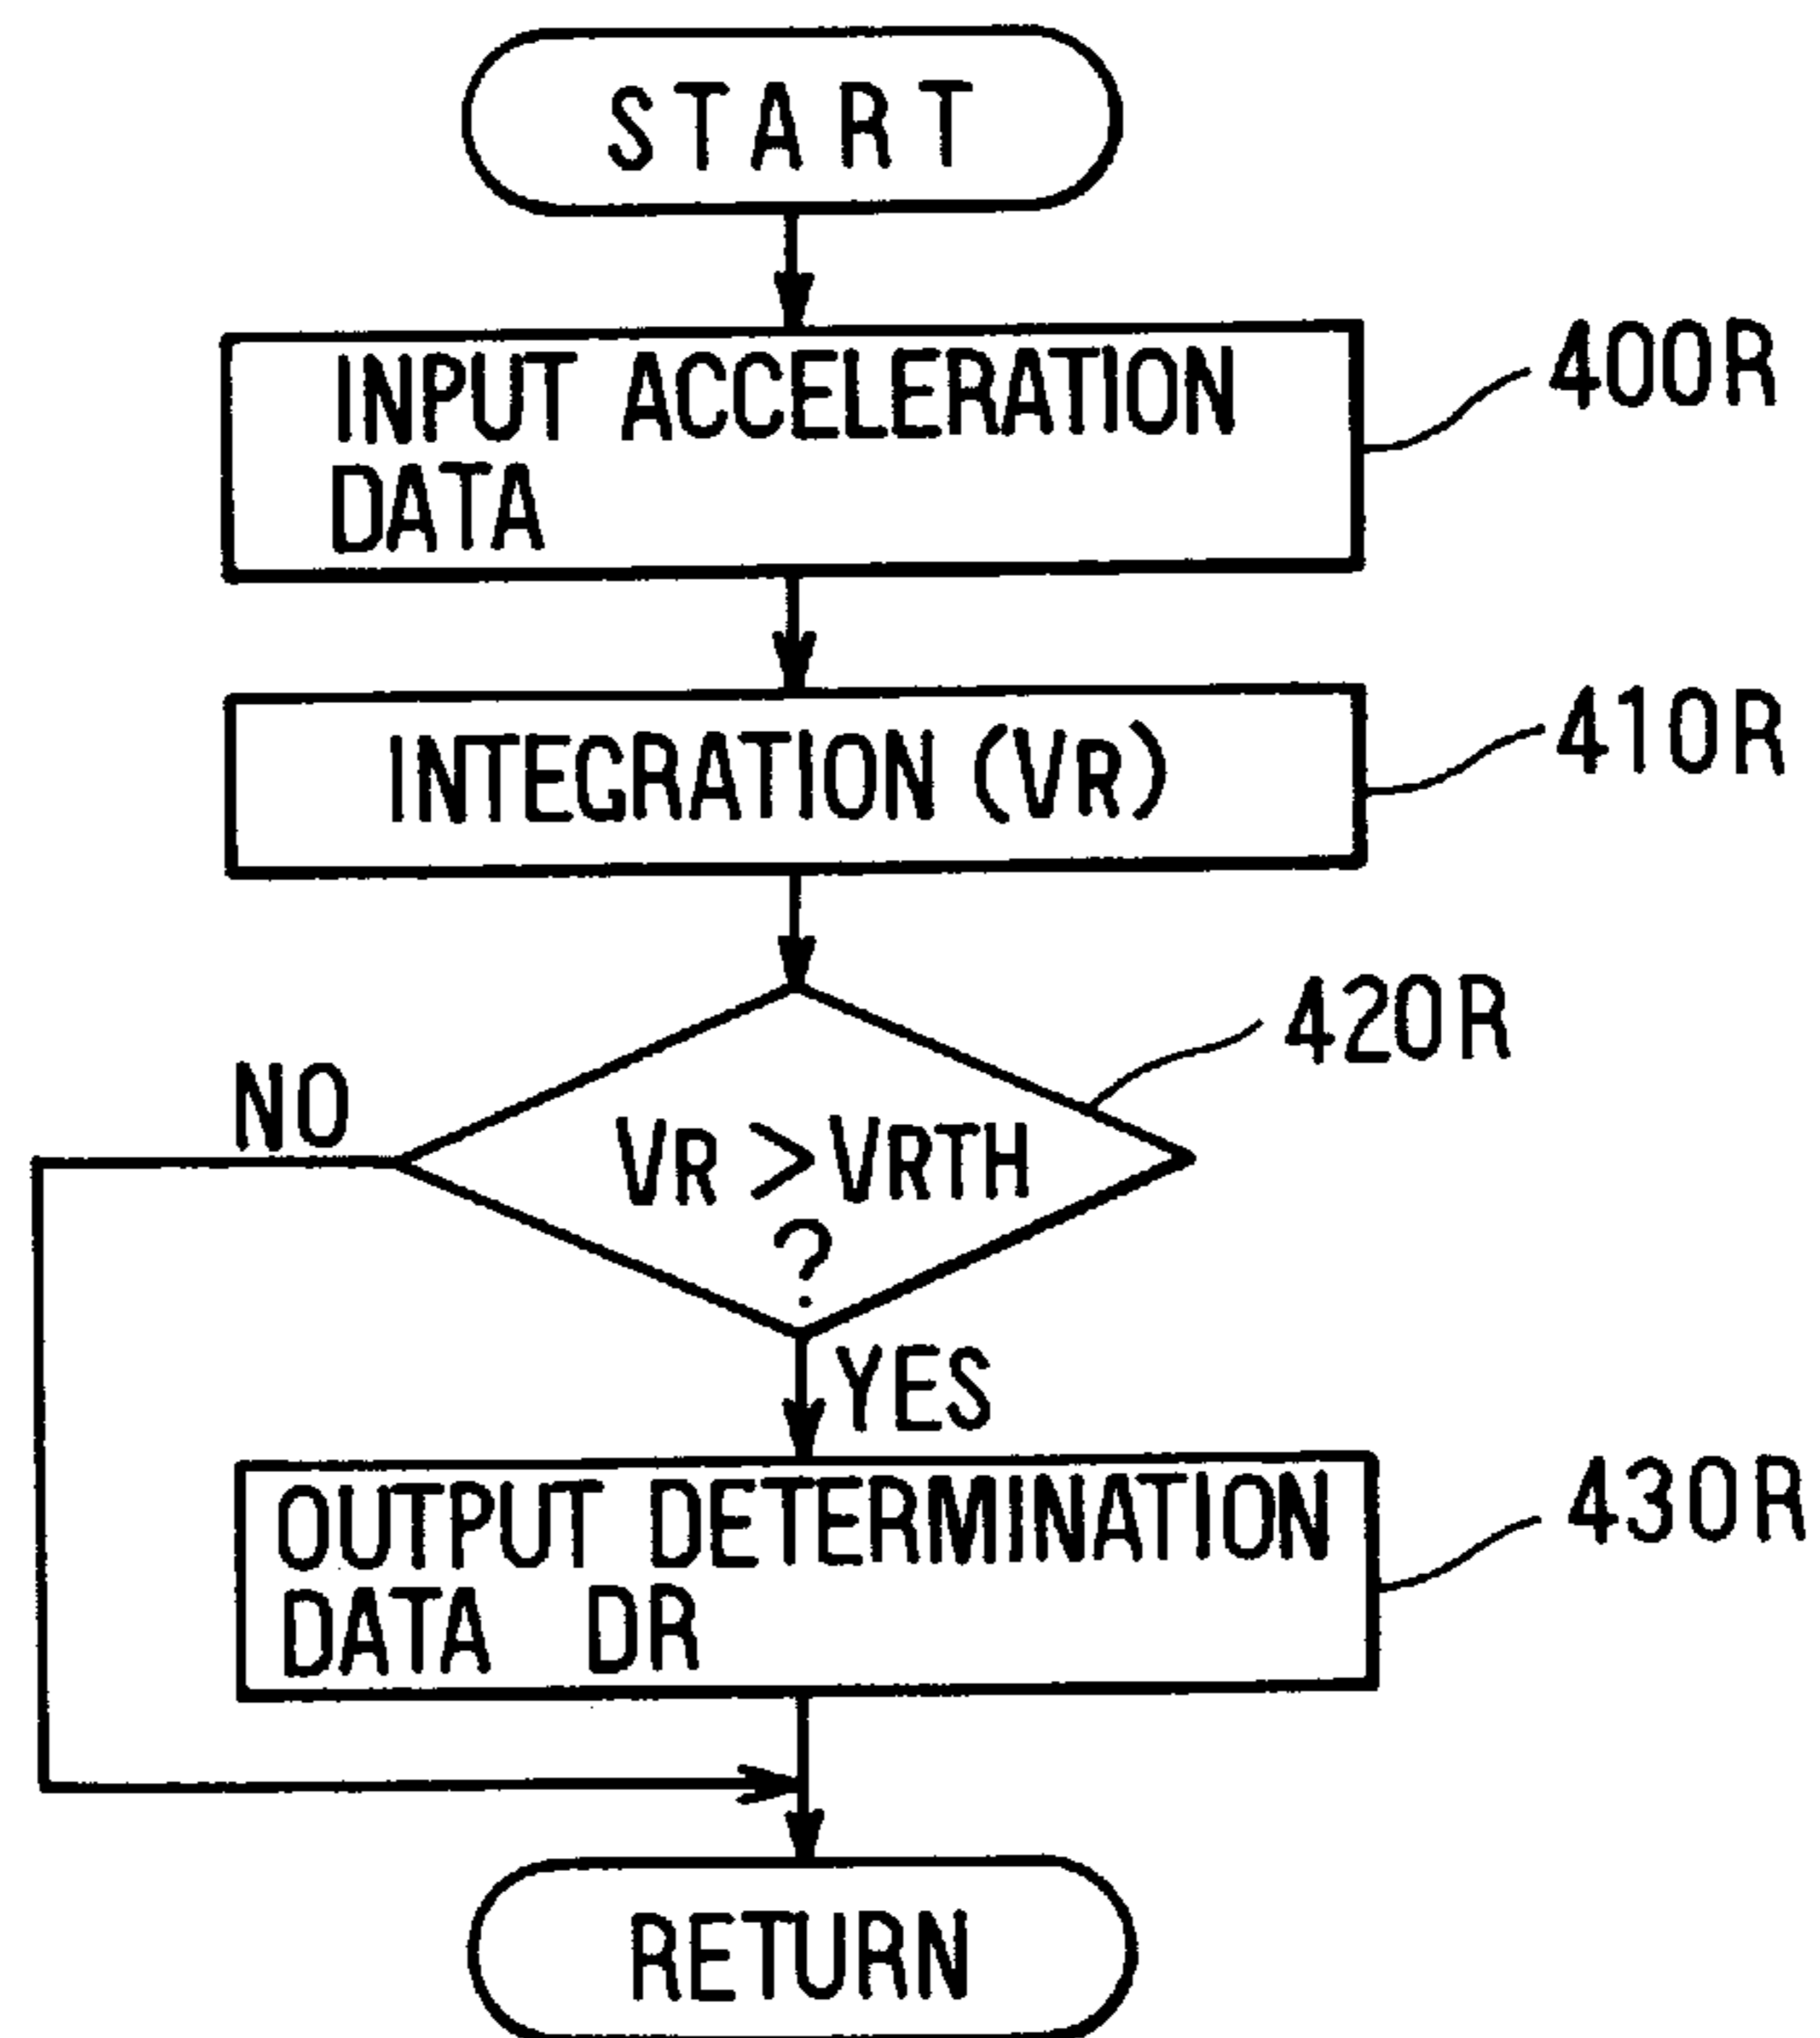 START
INPUT ACCELERATION
DATA
400R
INTEGRATION (VR)
410R
420R
NO
VR > VRTH
?
YES
OUTPUT DETERMINATION
DATA DR
430R
RETURN